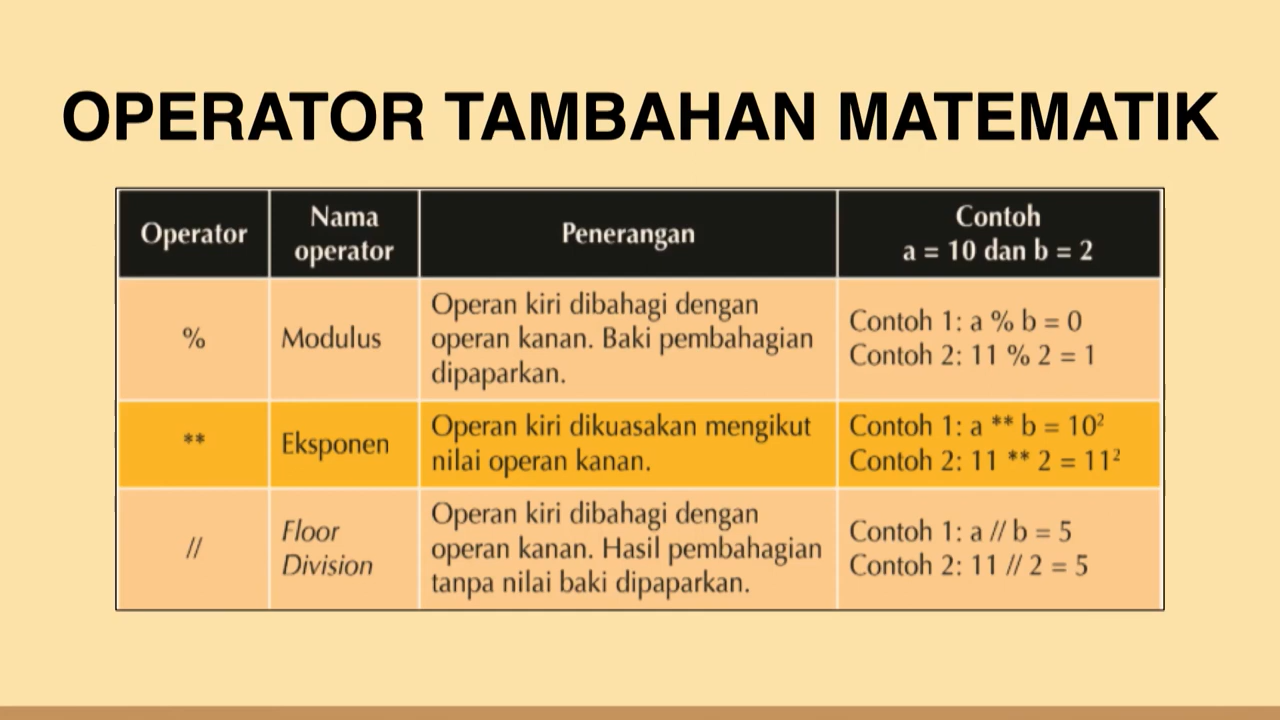 OPERATOR TAMBAHAN MATEMATIK
Operator
Nama
operator
Penerangan
Contoh
a = 10 dan b = 2
%
Modulus
Operan kiri dibahagi dengan
operan kanan. Baki pembahagian
dipaparkan.
Contoh 1: a % b = 0
Contoh 2: 11 % 2 = 1
**
Eksponen
Operan kiri dikuasakan mengikut
nilai operan kanan.
Contoh 1: a ** b = 10²
Contoh 2: 11 ** 2 = 11²
//
Floor
Division
Operan kiri dibahagi dengan
operan kanan. Hasil pembahagian
tanpa nilai baki dipaparkan.
Contoh 1: a // b = 5
Contoh 2: 11 // 2 = 5